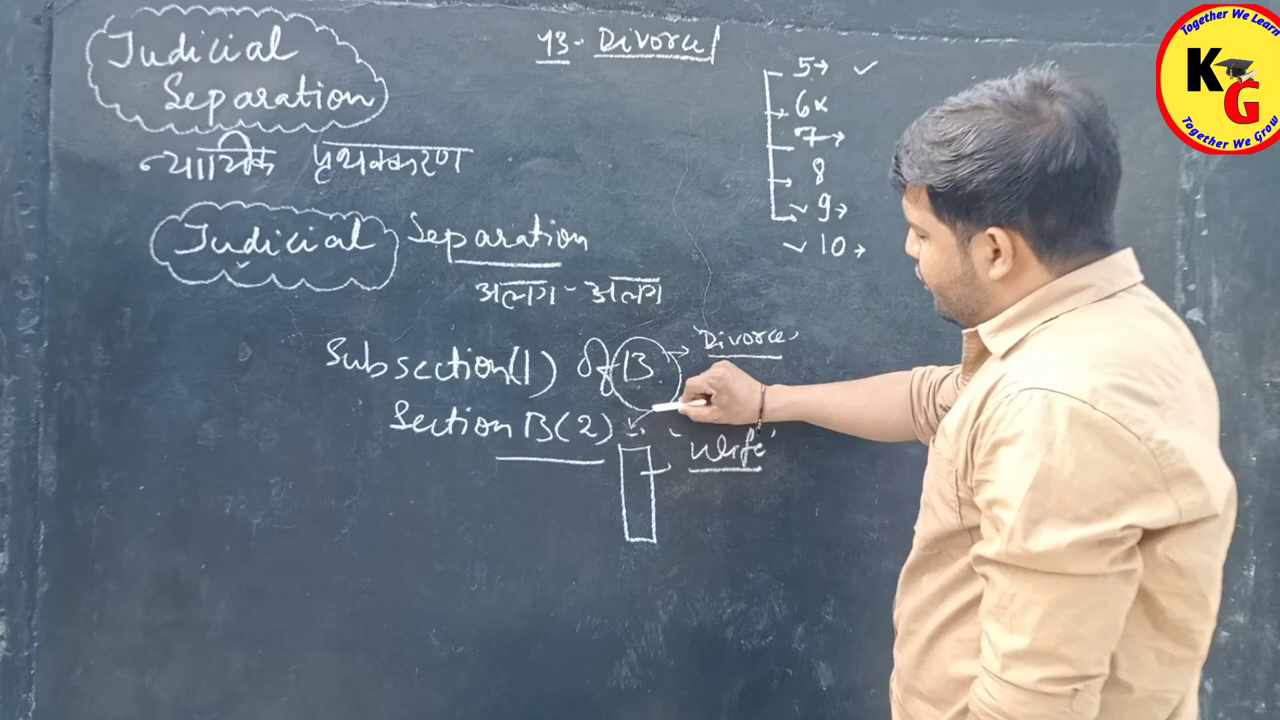 Judicial
Separation
न्यायिक पृथक्करण
13- Divorce
5→ ✓
6×
7→
8
✓ 9→
✓ 10→
Judicial Separation
अलग-अलग
Subsection(1) Of 13 → 'Divorce'
Section 13(2) "Wife"
Together We Learn
KG
Together We Grow